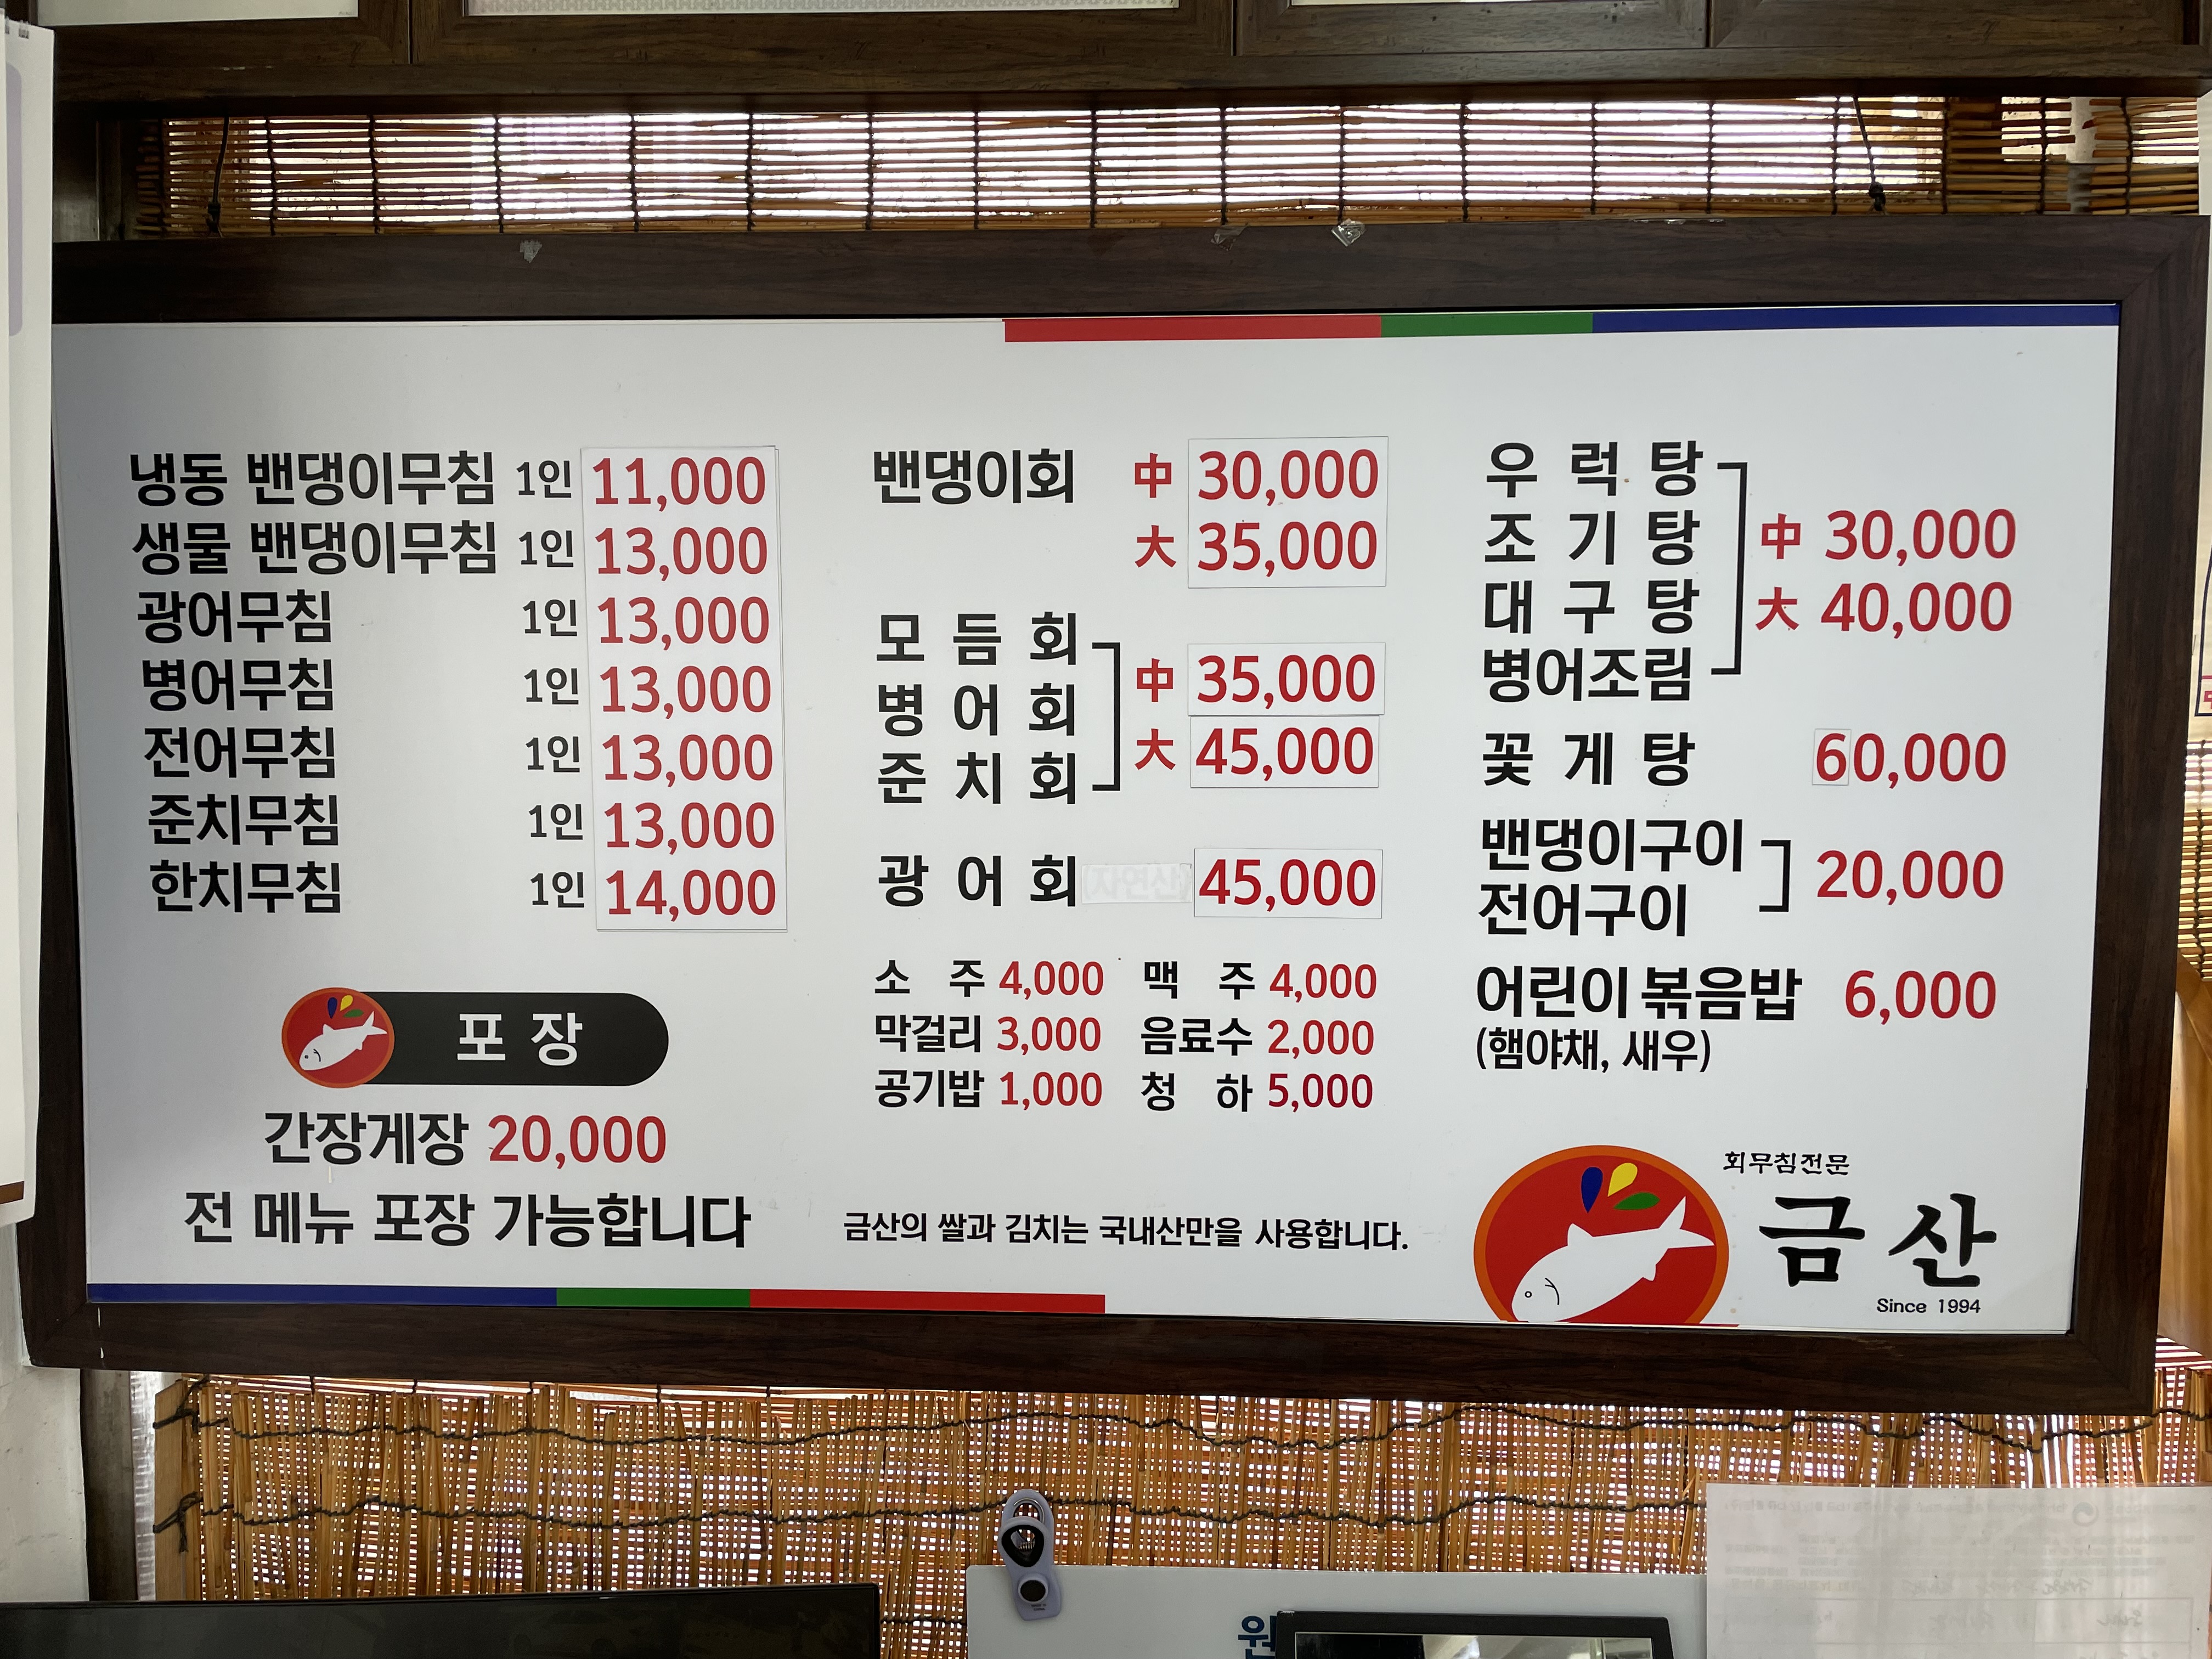 냉동 밴댕이무침 1인 11,000
생물 밴댕이무침 1인 13,000
광어무침 1인 13,000
병어무침 1인 13,000
전어무침 1인 13,000
준치무침 1인 13,000
한치무침 1인 14,000
포 장
간장게장 20,000
전 메뉴 포장 가능합니다
밴댕이회 中 30,000
大 35,000
모 듬 회
병 어 회
준 치 회
中 35,000
大 45,000
광 어 회 (자연산) 45,000
소 주 4,000 맥 주 4,000
막걸리 3,000 음료수 2,000
공기밥 1,000 청 하 5,000
금산의 쌀과 김치는 국내산만을 사용합니다.
우 럭 탕
조 기 탕
대 구 탕
병어조림
中 30,000
大 40,000
꽃 게 탕 60,000
밴댕이구이
전어구이
20,000
어린이 볶음밥 6,000
(햄야채, 새우)
회무침전문
금산
Since 1994
원